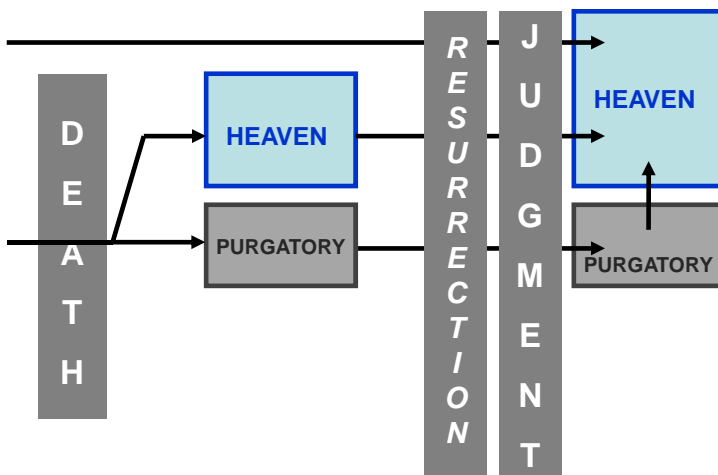 DEATH
HEAVEN
PURGATORY
RESURRECTION
JUDGMENT
HEAVEN
PURGATORY